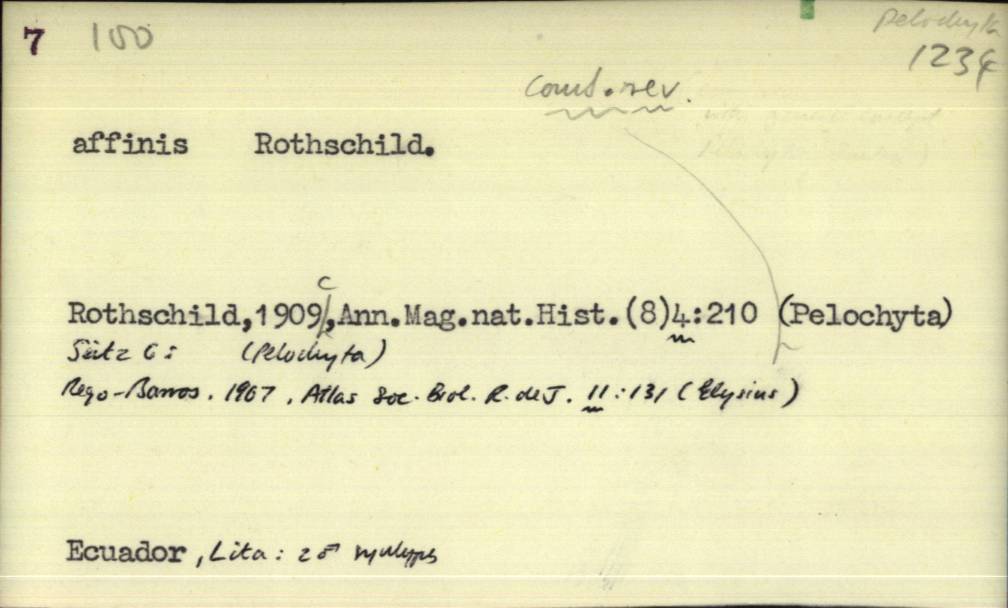 7 100
Pelochyta
1234
comb. rev.
affinis Rothschild.
c
Rothschild,1909,Ann.Mag.nat.Hist.(8)4:210 (Pelochyta)
Seitz 6: (Pelochyta)
Rego-Barros. 1967, Atlas Soc. Biol. R. de J. 11:131 (Elysius)
Ecuador, Lita: 2♂ syntypes